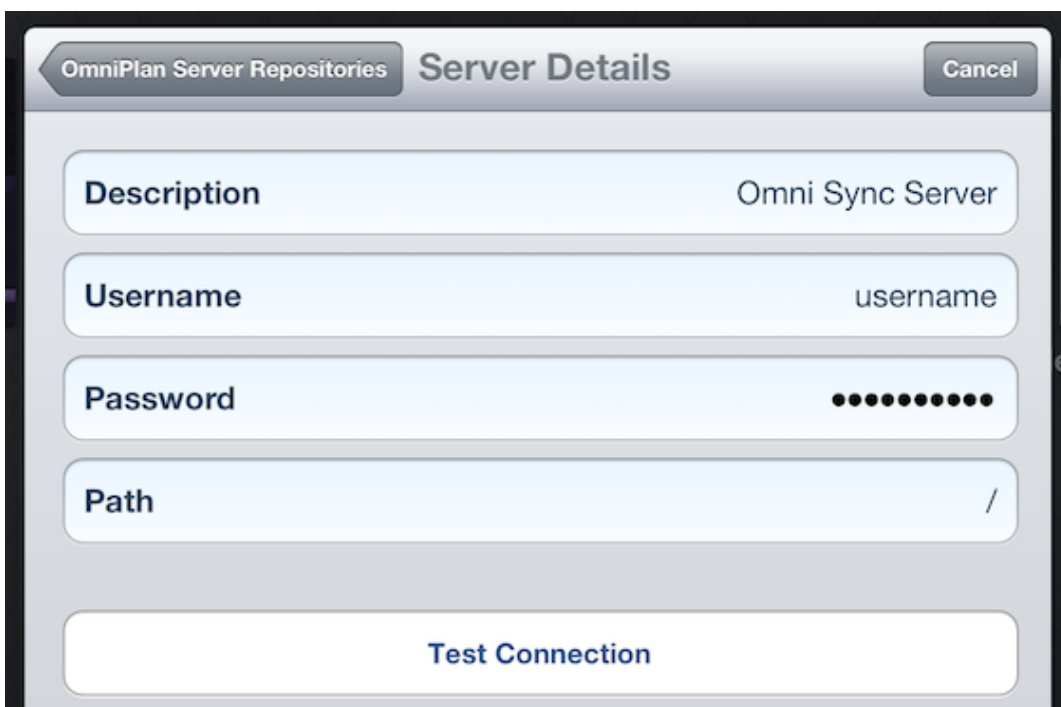 OmniPlan Server Repositories Server Details Cancel
Description Omni Sync Server
Username username
Password ••••••••••
Path /
Test Connection